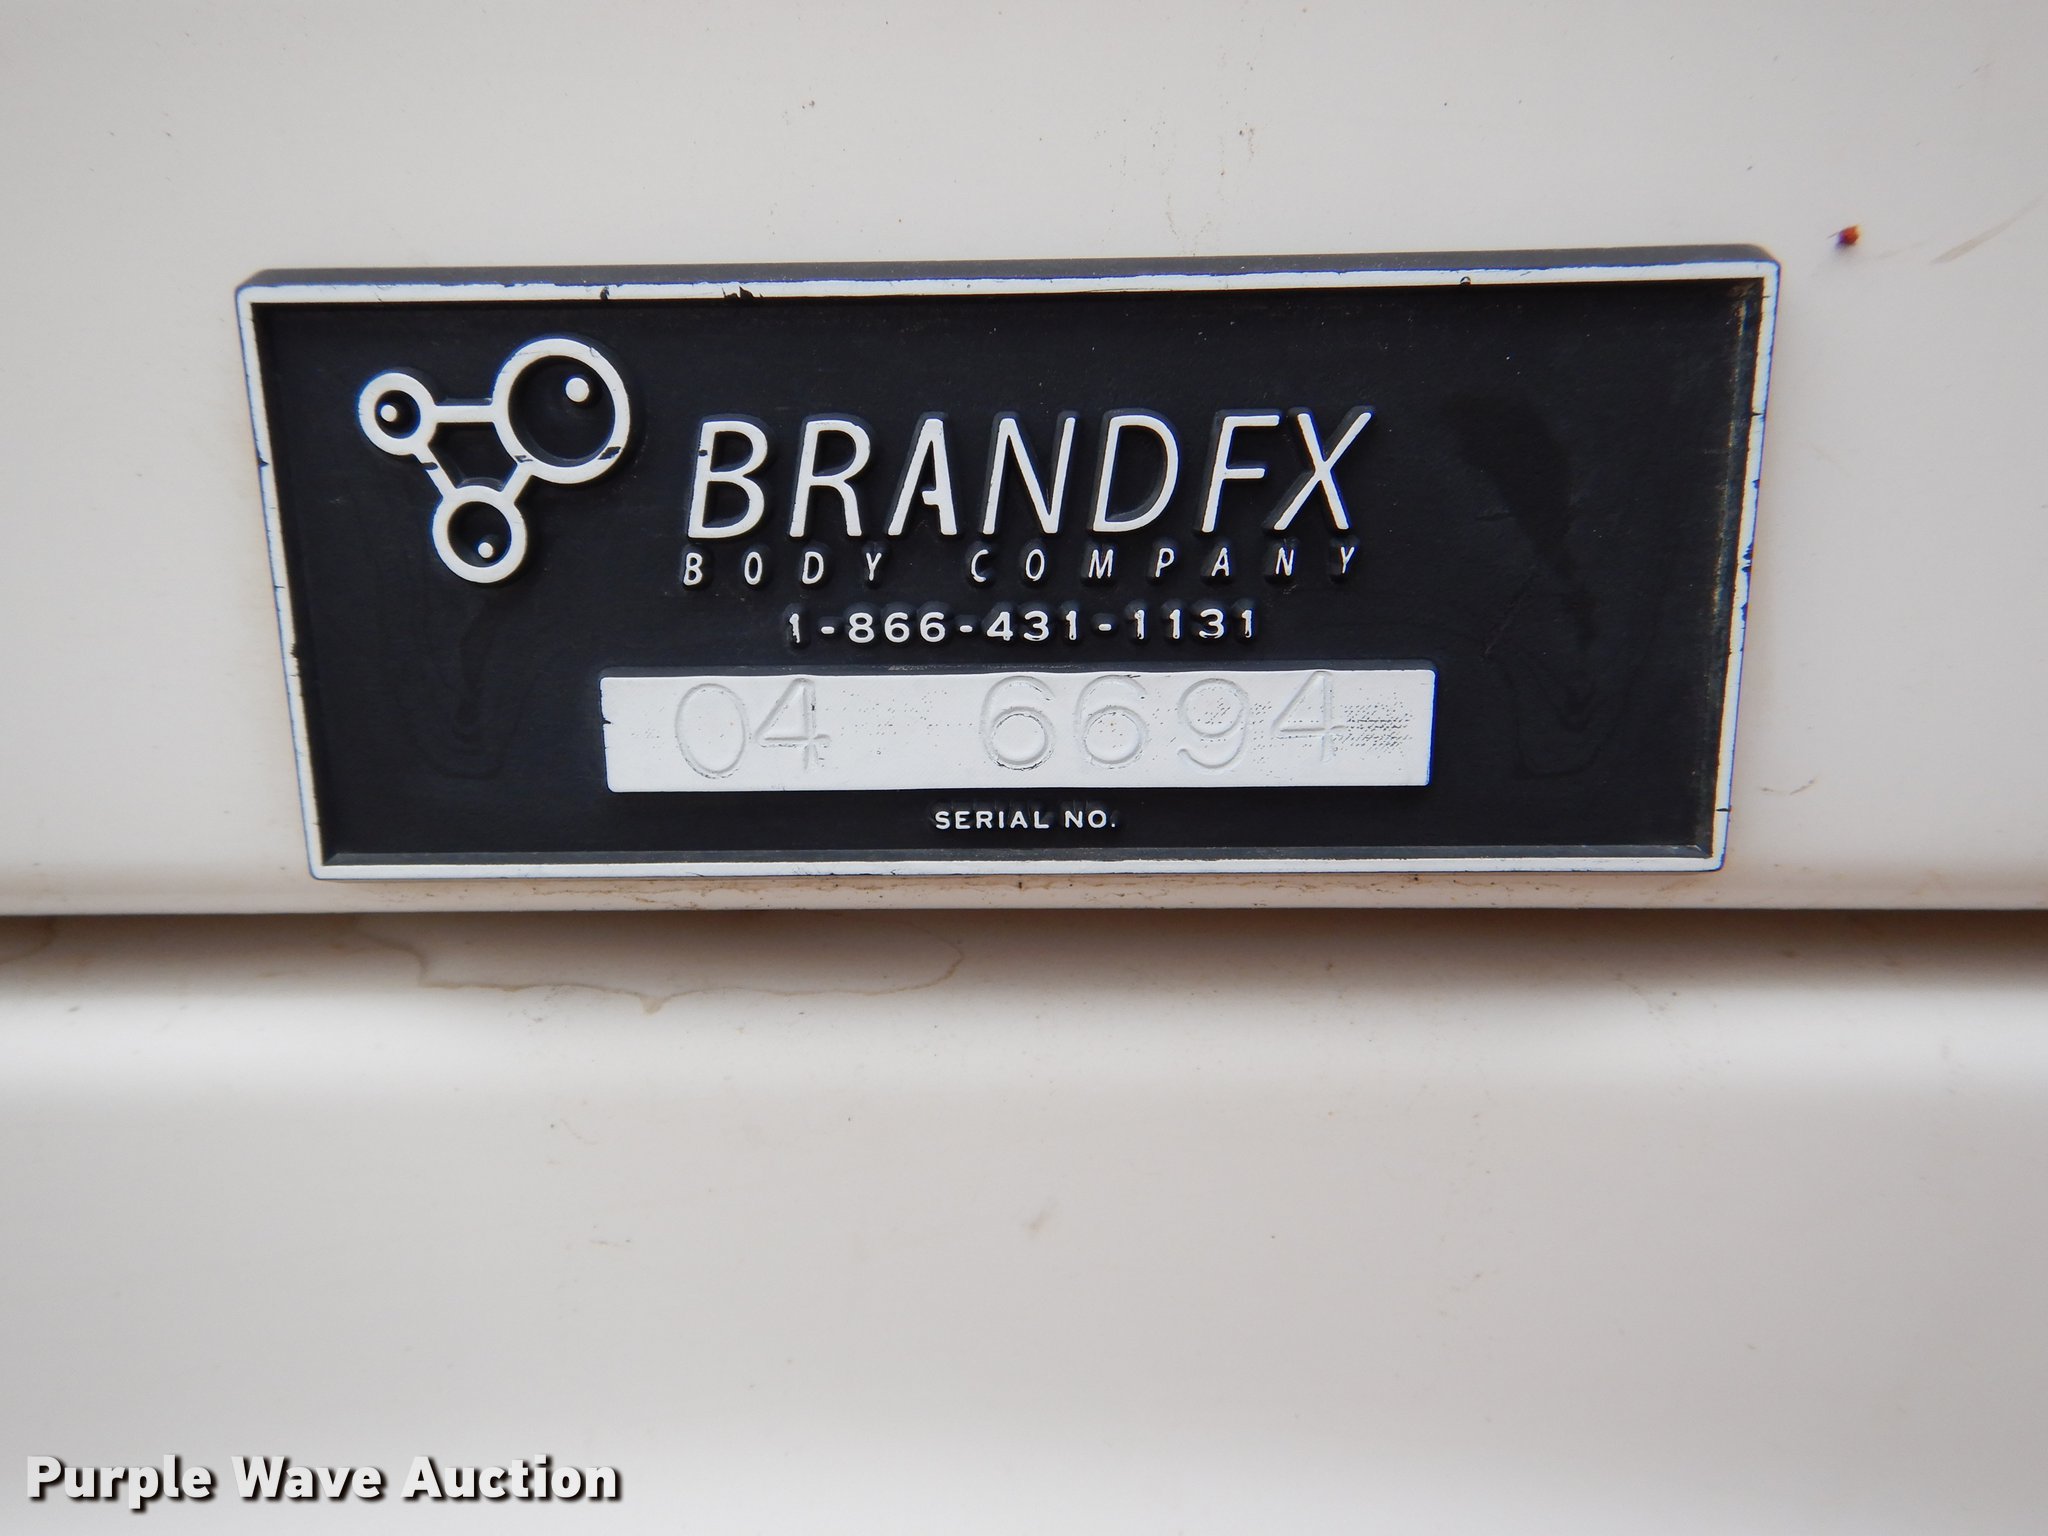 BRANDFX
BODY COMPANY
1-866-431-1131
04 6694
SERIAL NO.
Purple Wave Auction